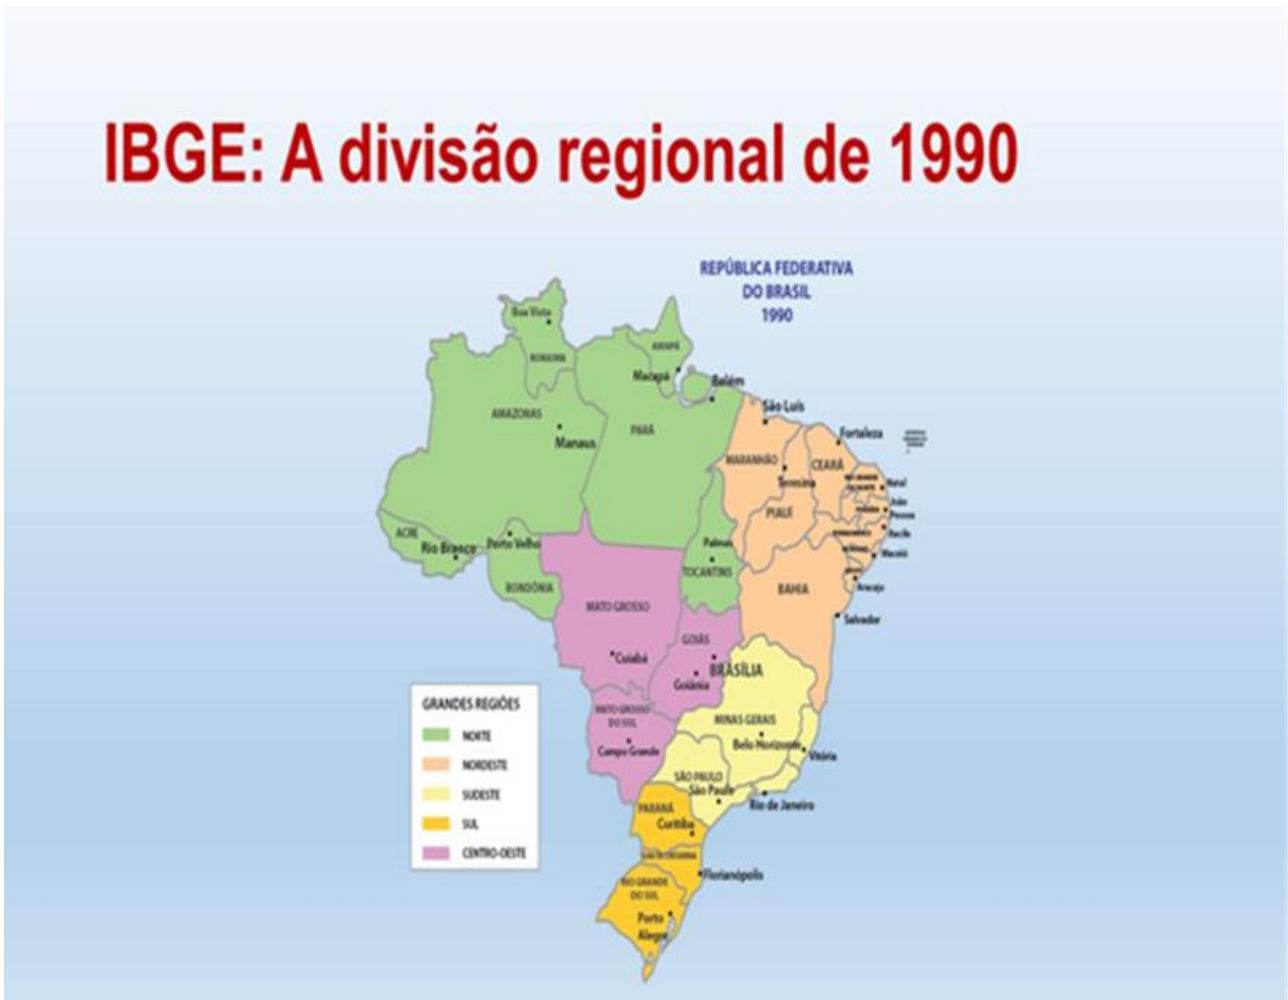 IBGE: A divisão regional de 1990
REPÚBLICA FEDERATIVA
DO BRASIL
1990
Boa Vista
RORAIMA
AMAPÁ
Macapá
Belém
AMAZONAS
Manaus
PARÁ
São Luís
Fortaleza
MARANHÃO
CEARÁ
Teresina
Natal
João
Pessoa
PIAUÍ
Recife
Maceió
ACRE
Rio Branco
Porto Velho
Palmas
TOCANTINS
RONDÔNIA
MATO GROSSO
BAHIA
Aracaju
Salvador
GOIÁS
Cuiabá
BRASÍLIA
Goiânia
GRANDES REGIÕES
NORTE
NORDESTE
SUDESTE
SUL
CENTRO-OESTE
MATO GROSSO
DO SUL
Campo Grande
MINAS GERAIS
Belo Horizonte
Vitória
SÃO PAULO
São Paulo
Rio de Janeiro
PARANÁ
Curitiba
SANTA CATARINA
Florianópolis
RIO GRANDE
DO SUL
Porto
Alegre